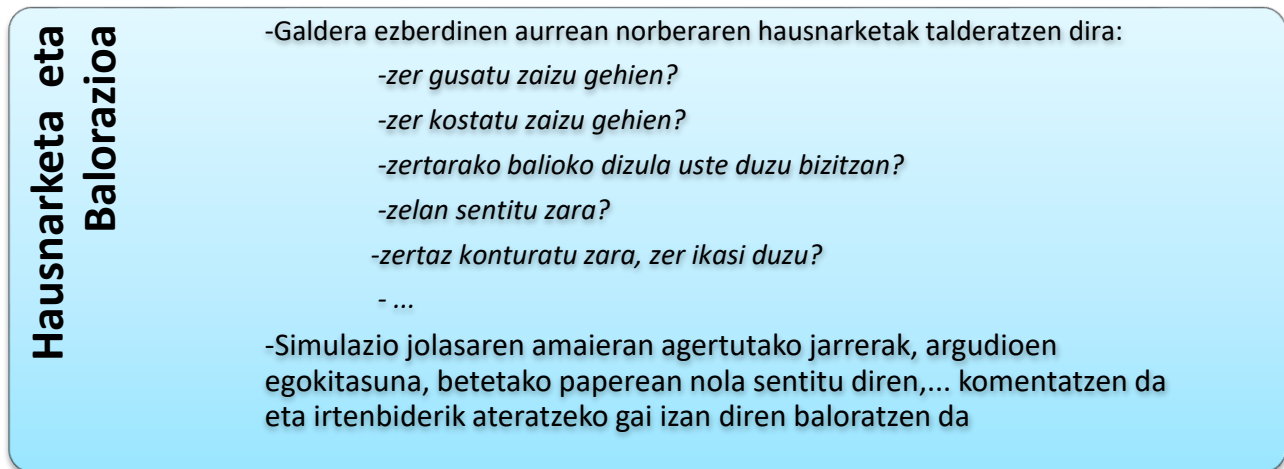 Hausnarketa eta
Balorazioa
-Galdera ezberdinen aurrean norberaren hausnarketak talderatzen dira:
-zer gusatu zaizu gehien?
-zer kostatu zaizu gehien?
-zertarako balioko dizula uste duzu bizitzan?
-zelan sentitu zara?
-zertaz konturatu zara, zer ikasi duzu?
- ...
-Simulazio jolasaren amaieran agertutako jarrerak, argudioen
egokitasuna, betetako paperean nola sentitu diren,... komentatzen da
eta irtenbiderik ateratzeko gai izan diren baloratzen da